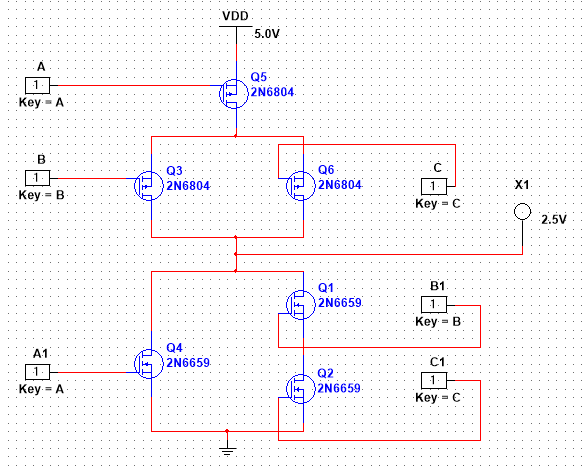 VDD
5.0V
A
1
Key = A
Q5
2N6804
B
1
Key = B
Q3
2N6804
Q6
2N6804
C
1
Key = C
X1
2.5V
Q1
2N6659
B1
1
Key = B
A1
1
Key = A
Q4
2N6659
Q2
2N6659
C1
1
Key = C